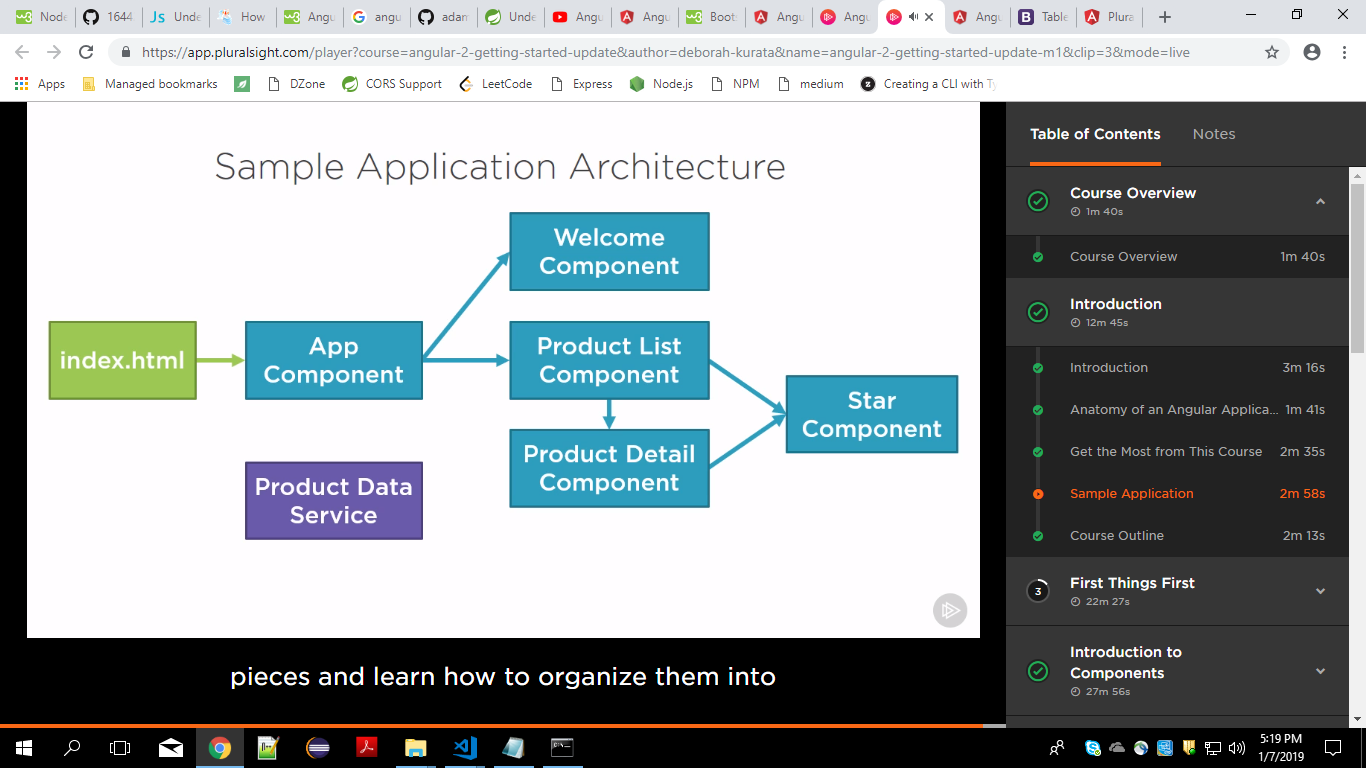 Node
1644
Unde
How
Angu
angu
adam
Unde
Angu
Angu
Boots
Angu
Angu
Angu
Table
Plura
https://app.pluralsight.com/player?course=angular-2-getting-started-update&author=deborah-kurata&name=angular-2-getting-started-update-m1&clip=3&mode=live
Apps
Managed bookmarks
DZone
CORS Support
LeetCode
Express
Node.js
NPM
medium
Creating a CLI with Ty
Sample Application Architecture
Welcome
Component
index.html
App
Component
Product List
Component
Star
Component
Product Detail
Component
Product Data
Service
pieces and learn how to organize them into
Table of Contents
Notes
Course Overview
1m 40s
Course Overview 1m 40s
Introduction
12m 45s
Introduction 3m 16s
Anatomy of an Angular Applica... 1m 41s
Get the Most from This Course 2m 35s
Sample Application 2m 58s
Course Outline 2m 13s
3
First Things First
22m 27s
Introduction to
Components
27m 56s
5:19 PM
1/7/2019